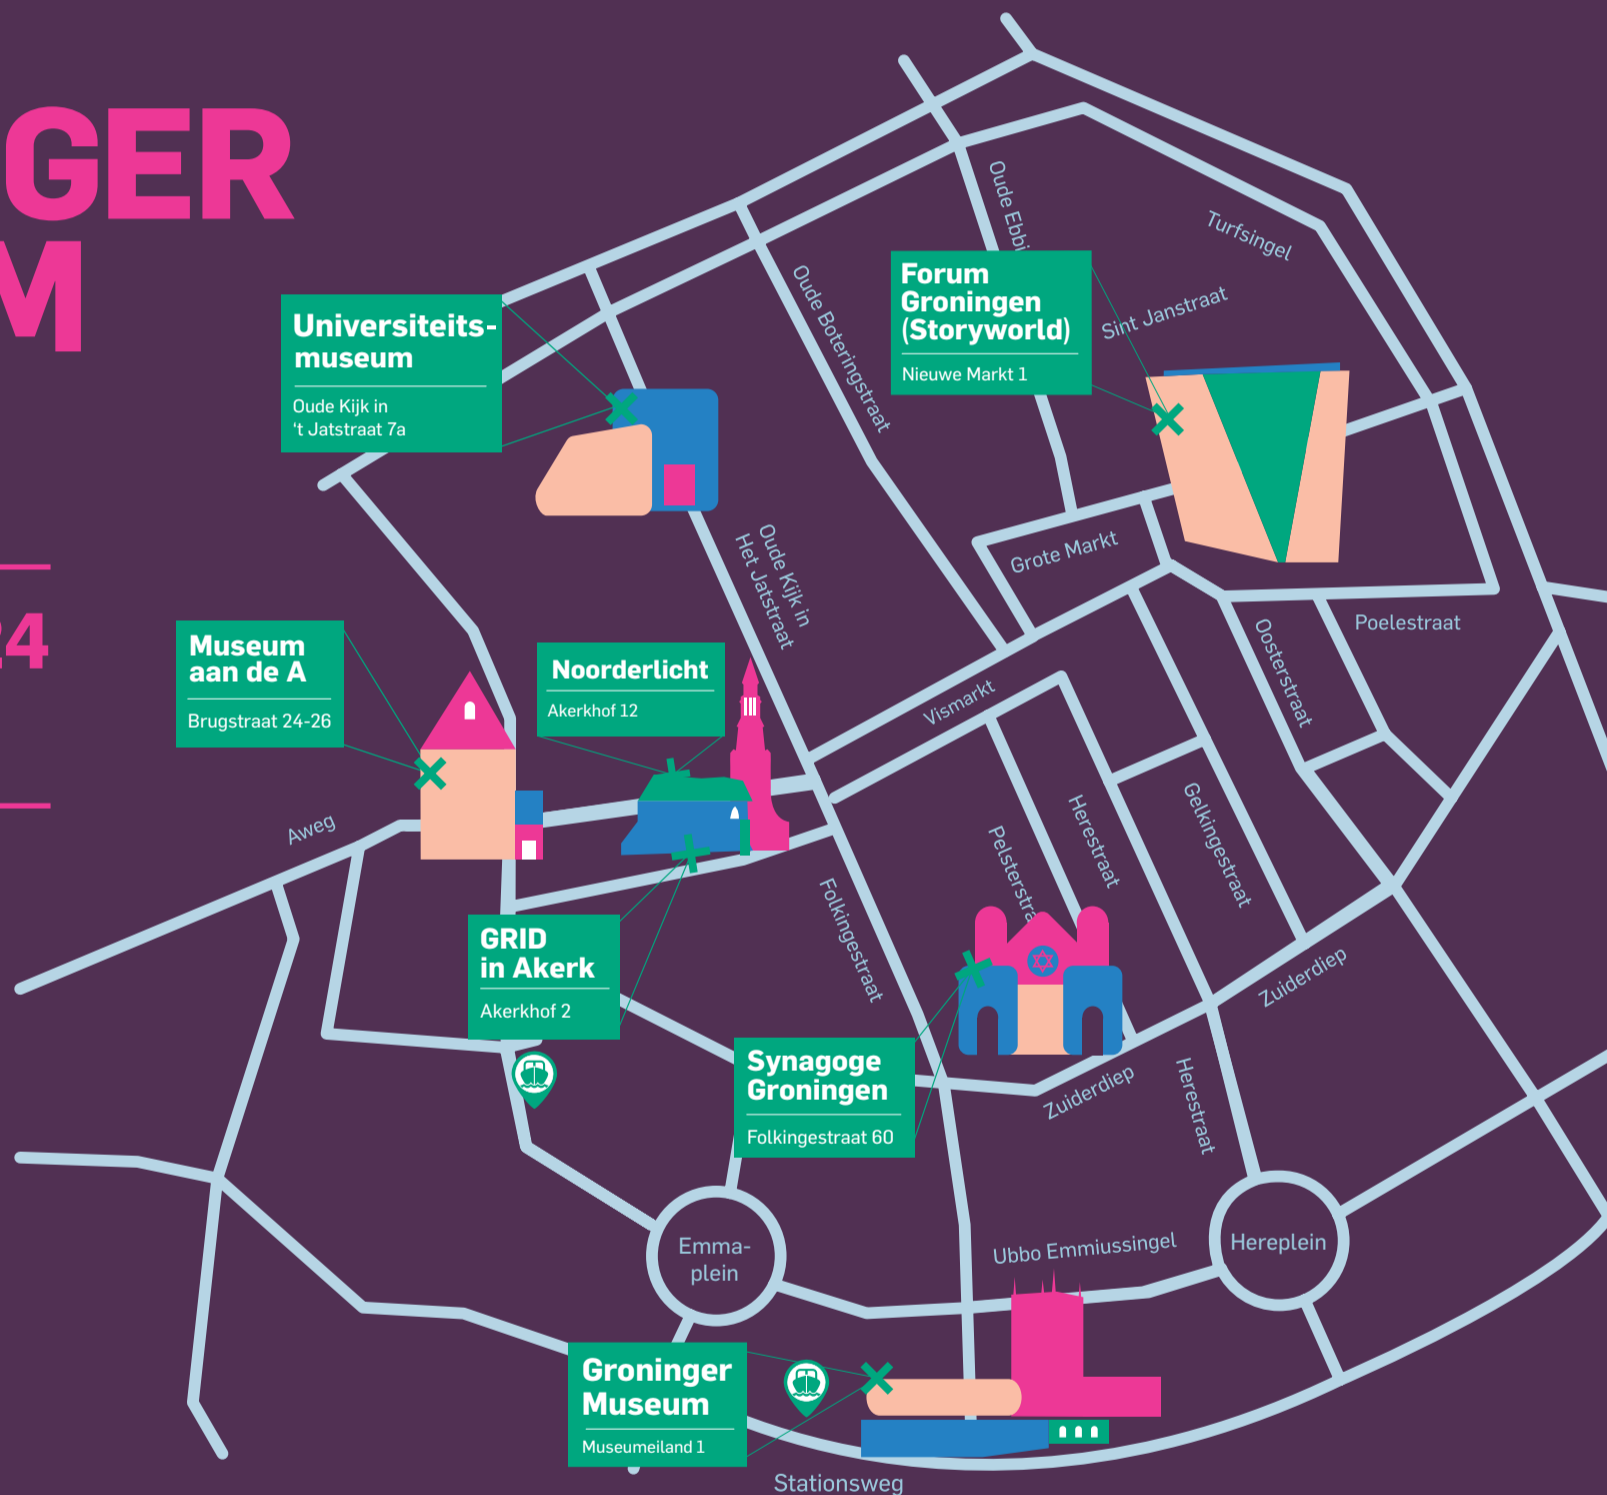 GER
M
24
Universiteits-
museum
Oude Kijk in
't Jatstraat 7a
Forum
Groningen
(Storyworld)
Nieuwe Markt 1
Museum
aan de A
Brugstraat 24-26
Noorderlicht
Akerkhof 12
GRID
in Akerk
Akerkhof 2
Synagoge
Groningen
Folkingestraat 60
Groninger
Museum
Museumeiland 1
Oude Ebbi
Turfsingel
Sint Janstraat
Oude Boteringstraat
Grote Markt
Oude Kijk in
Het Jatstraat
Poelestraat
Oosterstraat
Vismarkt
Aweg
Herestraat
Gelkingestraat
Pelsterstra
Folkingestraat
Zuiderdiep
Zuiderdiep
Herestraat
Emma-
plein
Ubbo Emmiussingel
Hereplein
Stationsweg